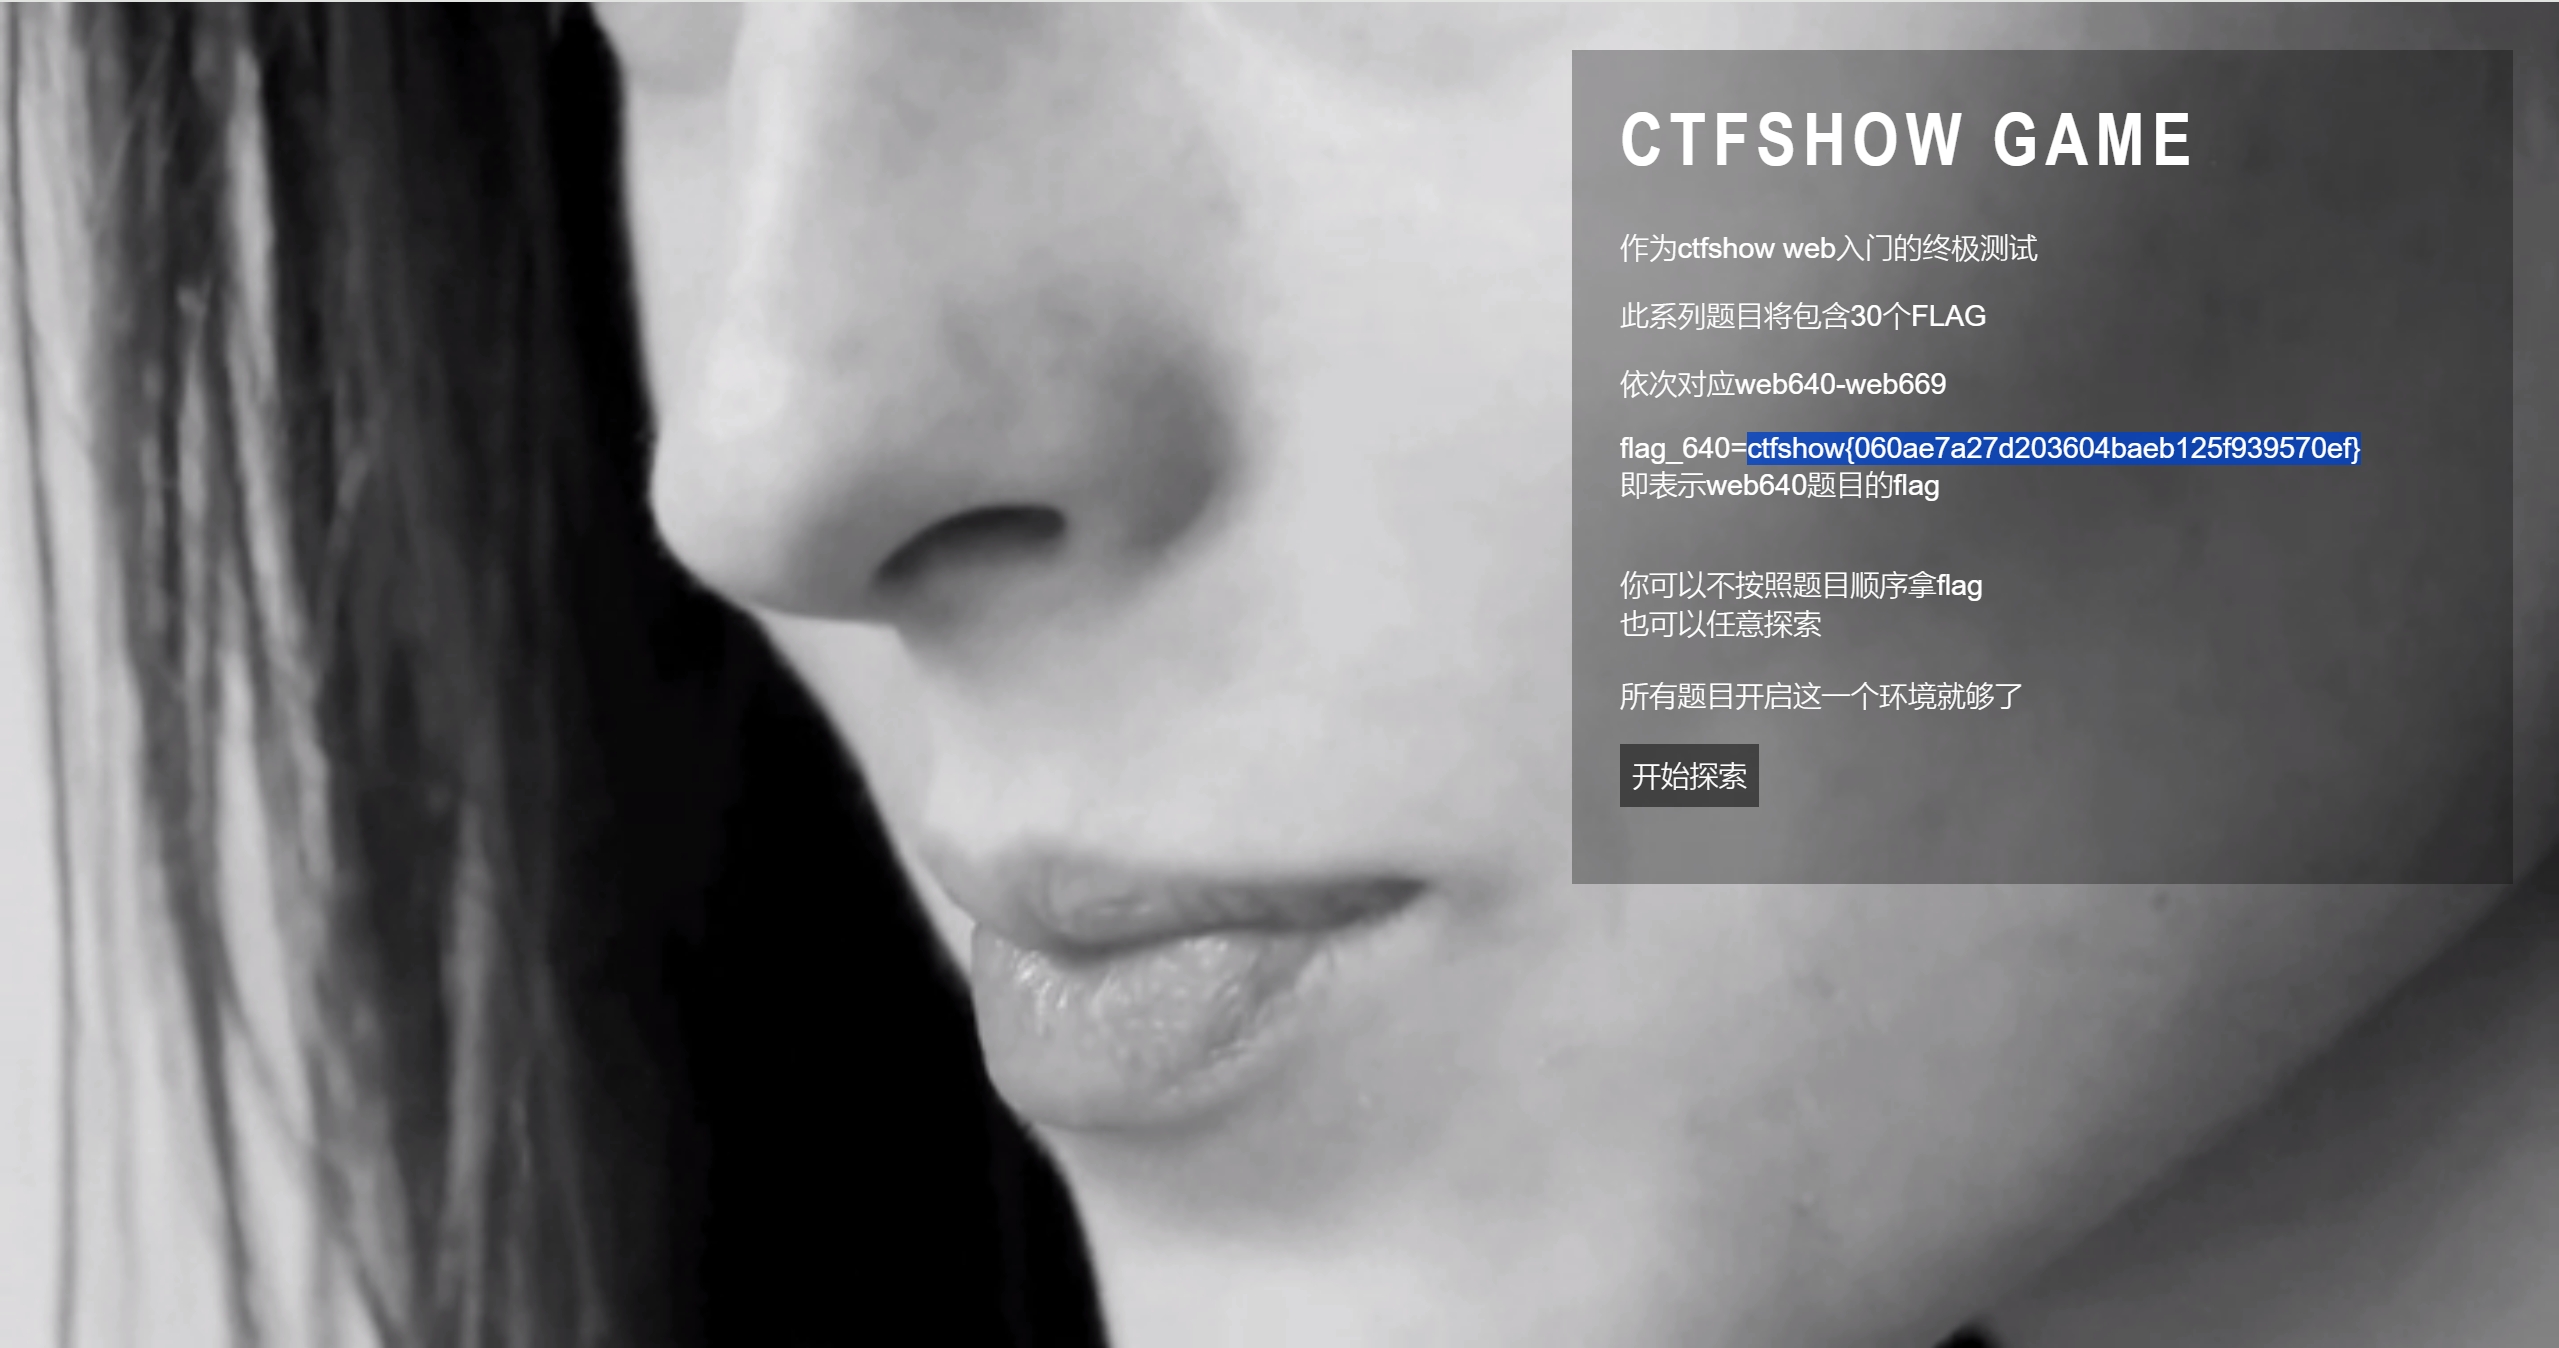 CTFSHOW GAME
作为ctfshow web入门的终极测试
此系列题目将包含30个FLAG
依次对应web640-web669
flag_640=ctfshow{060ae7a27d203604baeb125f939570ef}
即表示web640题目的flag
你可以不按照题目顺序拿flag
也可以任意探索
所有题目开启这一个环境就够了
开始探索